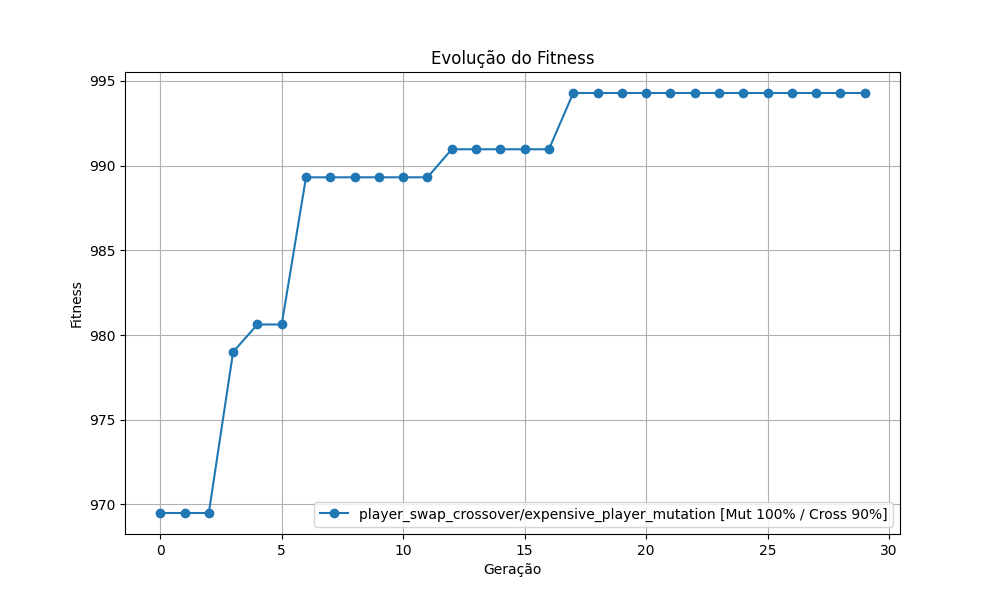 Evolução do Fitness
Fitness
995
990
985
980
975
970
player_swap_crossover/expensive_player_mutation [Mut 100% / Cross 90%]
0 5 10 15 20 25 30
Geração